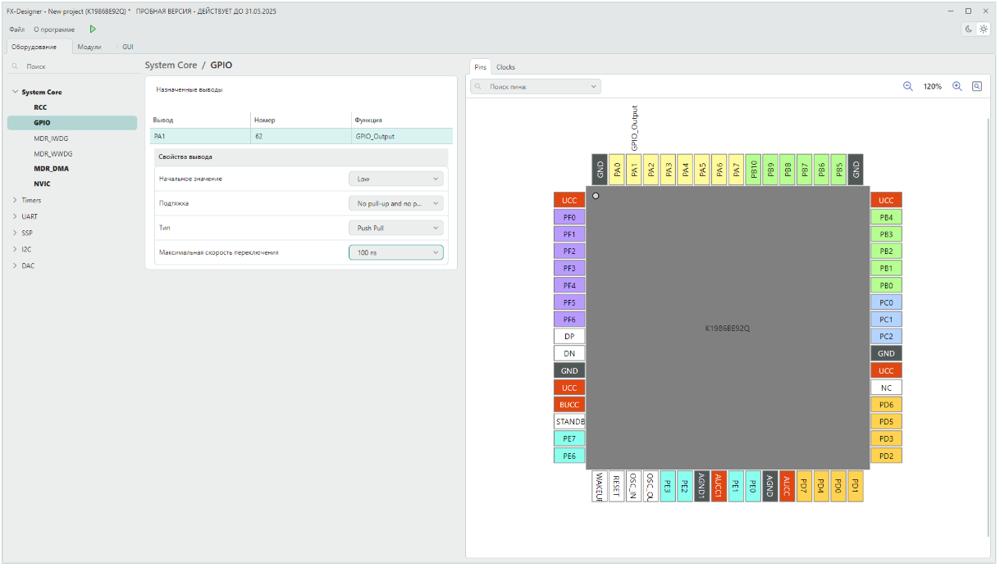 FX-Designer - New project (K1986BE92Q) * ПРОБНАЯ ВЕРСИЯ - ДЕЙСТВУЕТ ДО 31.05.2025
Файл О программе
Оборудование Модули GUI
Поиск
System Core
RCC
GPIO
MDR_IWDG
MDR_WWDG
MDR_DMA
NVIC
Timers
UART
SSP
I2C
DAC
System Core / GPIO
Назначенные выводы
Вывод Номер Функция
PA1 62 GPIO_Output
Свойства вывода
Начальное значение Low
Подтяжка No pull-up and no p...
Тип Push Pull
Максимальная скорость переключения 100 ns
Pins Clocks
Поиск пина: 120%
GPIO_Output
GND PA0 PA1 PA2 PA3 PA4 PA5 PA6 PA7 PB10 PB9 PB8 PB7 PB6 PB5 GND
UCC
PF0
PF1
PF2
PF3
PF4
PF5
PF6
DP
DN
GND
UCC
BUCC
STANDB
PE7
PE6
K1986BE92Q
UCC
PB4
PB3
PB2
PB1
PB0
PC0
PC1
PC2
GND
UCC
NC
PD6
PD5
PD3
PD2
WAKEUP RESET OSC_IN OSC_OU PE3 PE2 AGND1 AUCC1 PE1 PE0 AGND AUCC PD7 PD4 PD0 PD1